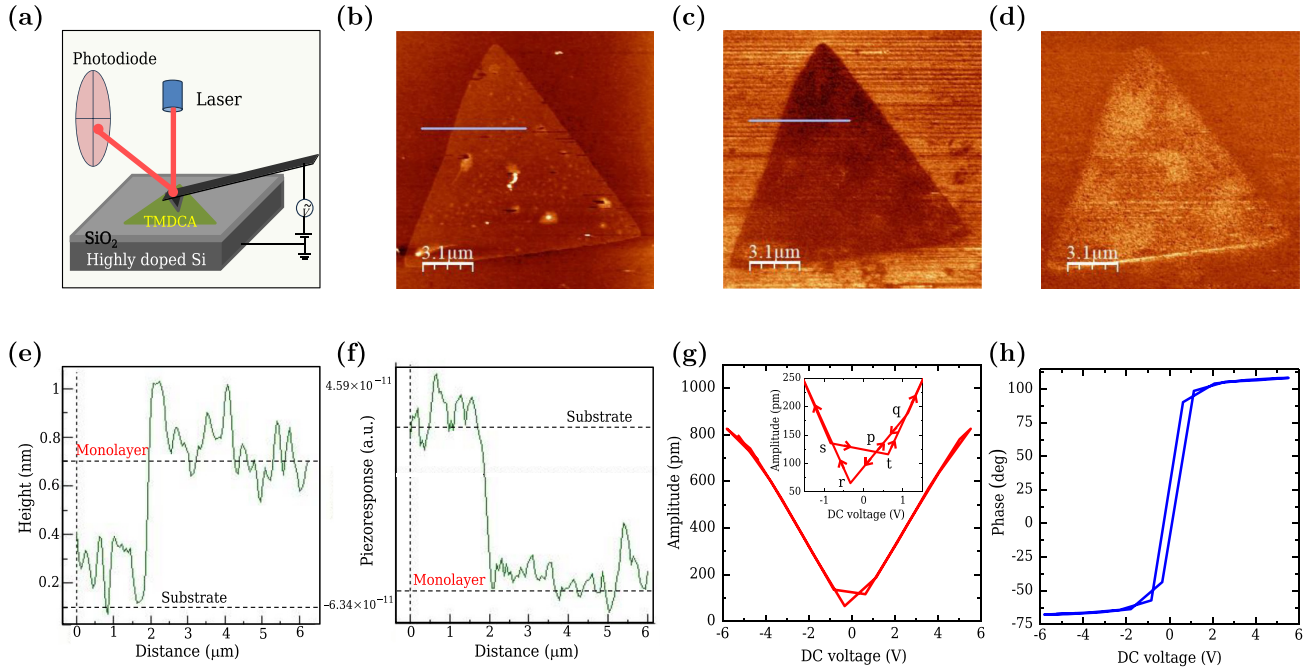 (a)
Photodiode
Laser
TMDCA
SiO₂
Highly doped Si
ṽ
(b)
3.1μm
(c)
3.1μm
(d)
3.1μm
(e)
Height (nm)
1
0.8
0.6
0.4
0.2
Monolayer
Substrate
0 1 2 3 4 5 6
Distance (μm)
(f)
4.59×10⁻¹¹
Piezoresponse (a.u.)
−6.34×10⁻¹¹
Substrate
Monolayer
0 1 2 3 4 5 6
Distance (μm)
(g)
Amplitude (pm)
1000
800
600
400
200
0
-6 -4 -2 0 2 4 6
DC voltage (V)
Amplitude (pm)
250
200
150
100
50
q
p
s
t
r
-1 0 1
DC voltage (V)
(h)
Phase (deg)
100
75
50
25
0
-25
-50
-75
-6 -4 -2 0 2 4 6
DC voltage (V)